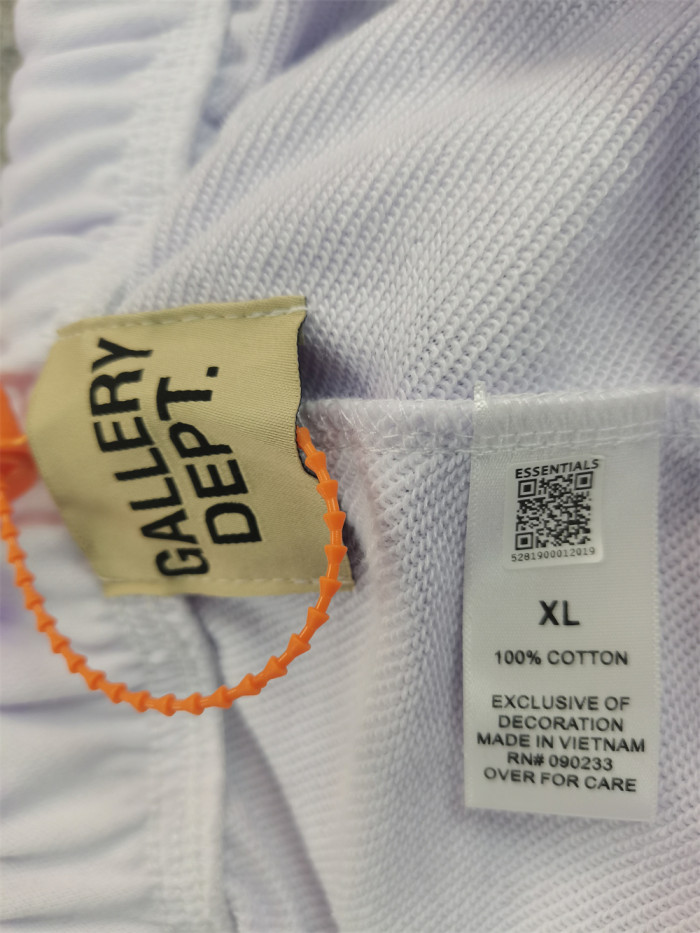 GALLERY
DEPT.
ESSENTIALS
5281900012019
XL
100% COTTON
EXCLUSIVE OF
DECORATION
MADE IN VIETNAM
RN# 090233
OVER FOR CARE